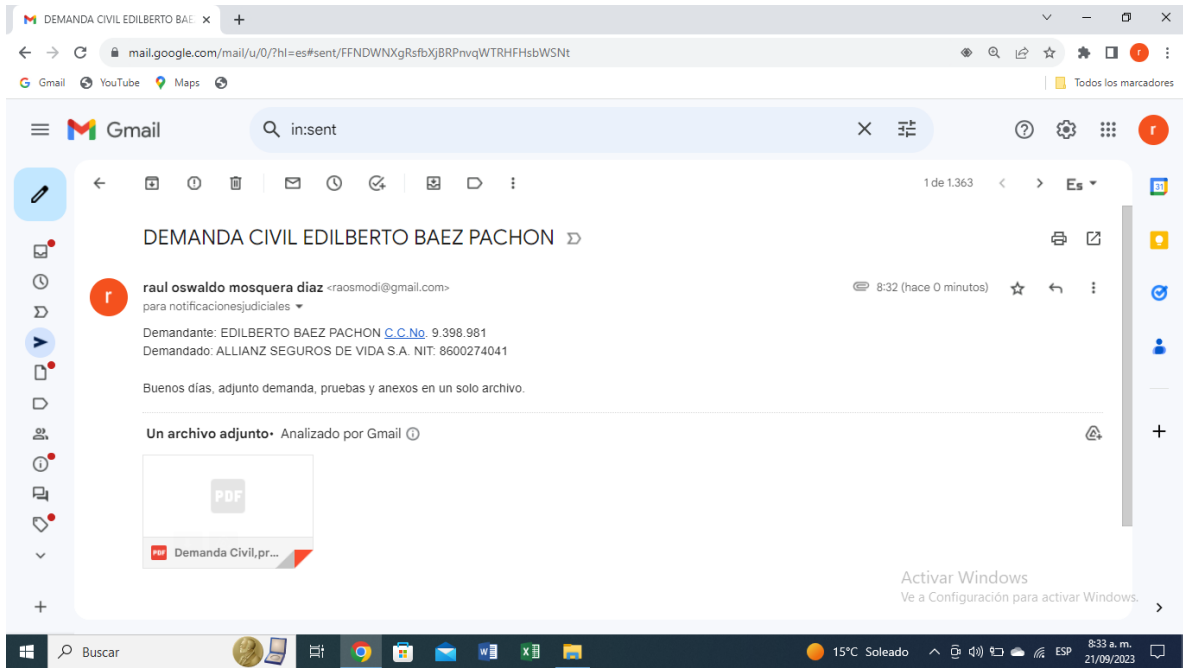 DEMANDA CIVIL EDILBERTO BAE
mail.google.com/mail/u/0/?hl=es#sent/FFNDWNXgRsfbXjBRPnvqWTRHFHsbWSNt
r
Gmail YouTube Maps Todos los marcadores
Gmail
in:sent
r
1 de 1.363 Es
31
DEMANDA CIVIL EDILBERTO BAEZ PACHON
r
raul oswaldo mosquera diaz <raosmodi@gmail.com>
8:32 (hace 0 minutos)
para notificacionesjudiciales
Demandante: EDILBERTO BAEZ PACHON C.C.No. 9.398.981
Demandado: ALLIANZ SEGUROS DE VIDA S.A. NIT: 8600274041
Buenos días, adjunto demanda, pruebas y anexos en un solo archivo.
Un archivo adjunto• Analizado por Gmail
PDF
PDF Demanda Civil,pr...
Activar Windows
Ve a Configuración para activar Windows.
Buscar
15°C Soleado
ESP
8:33 a. m.
21/09/2023